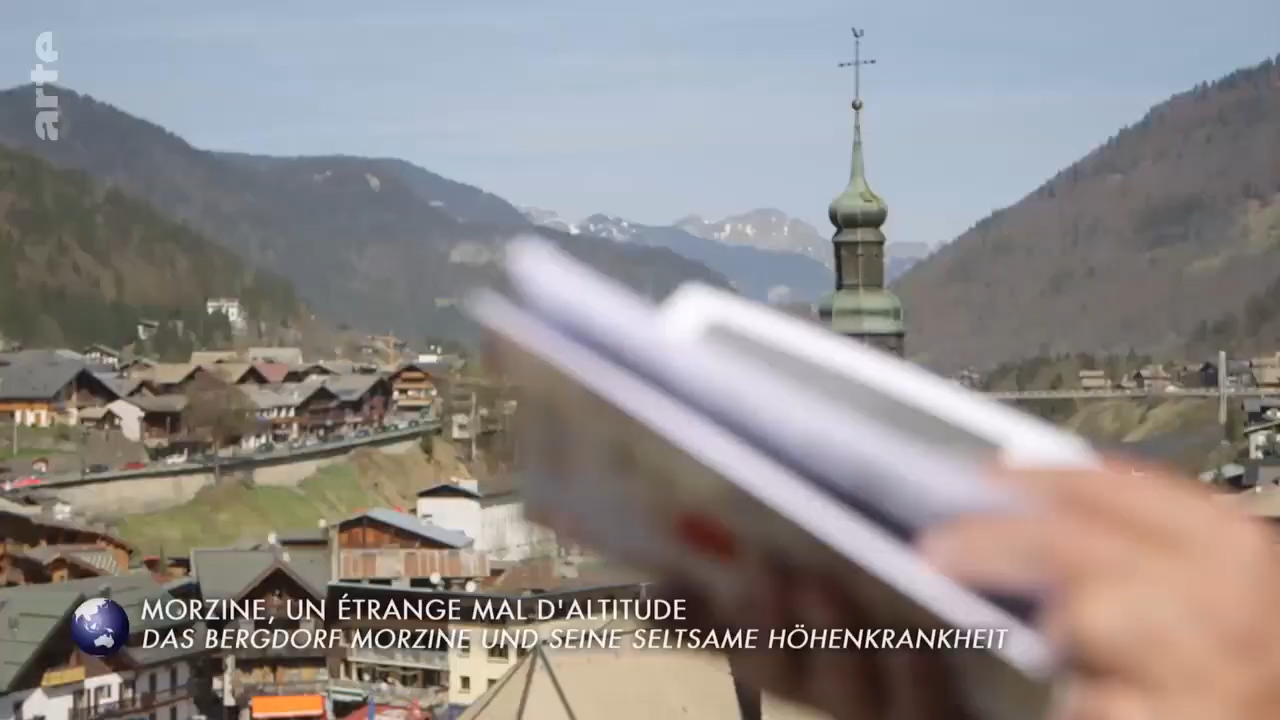 arte
MORZINE, UN ÉTRANGE MAL D'ALTITUDE
DAS BERGDORF MORZINE UND SEINE SELTSAME HÖHENKRANKHEIT